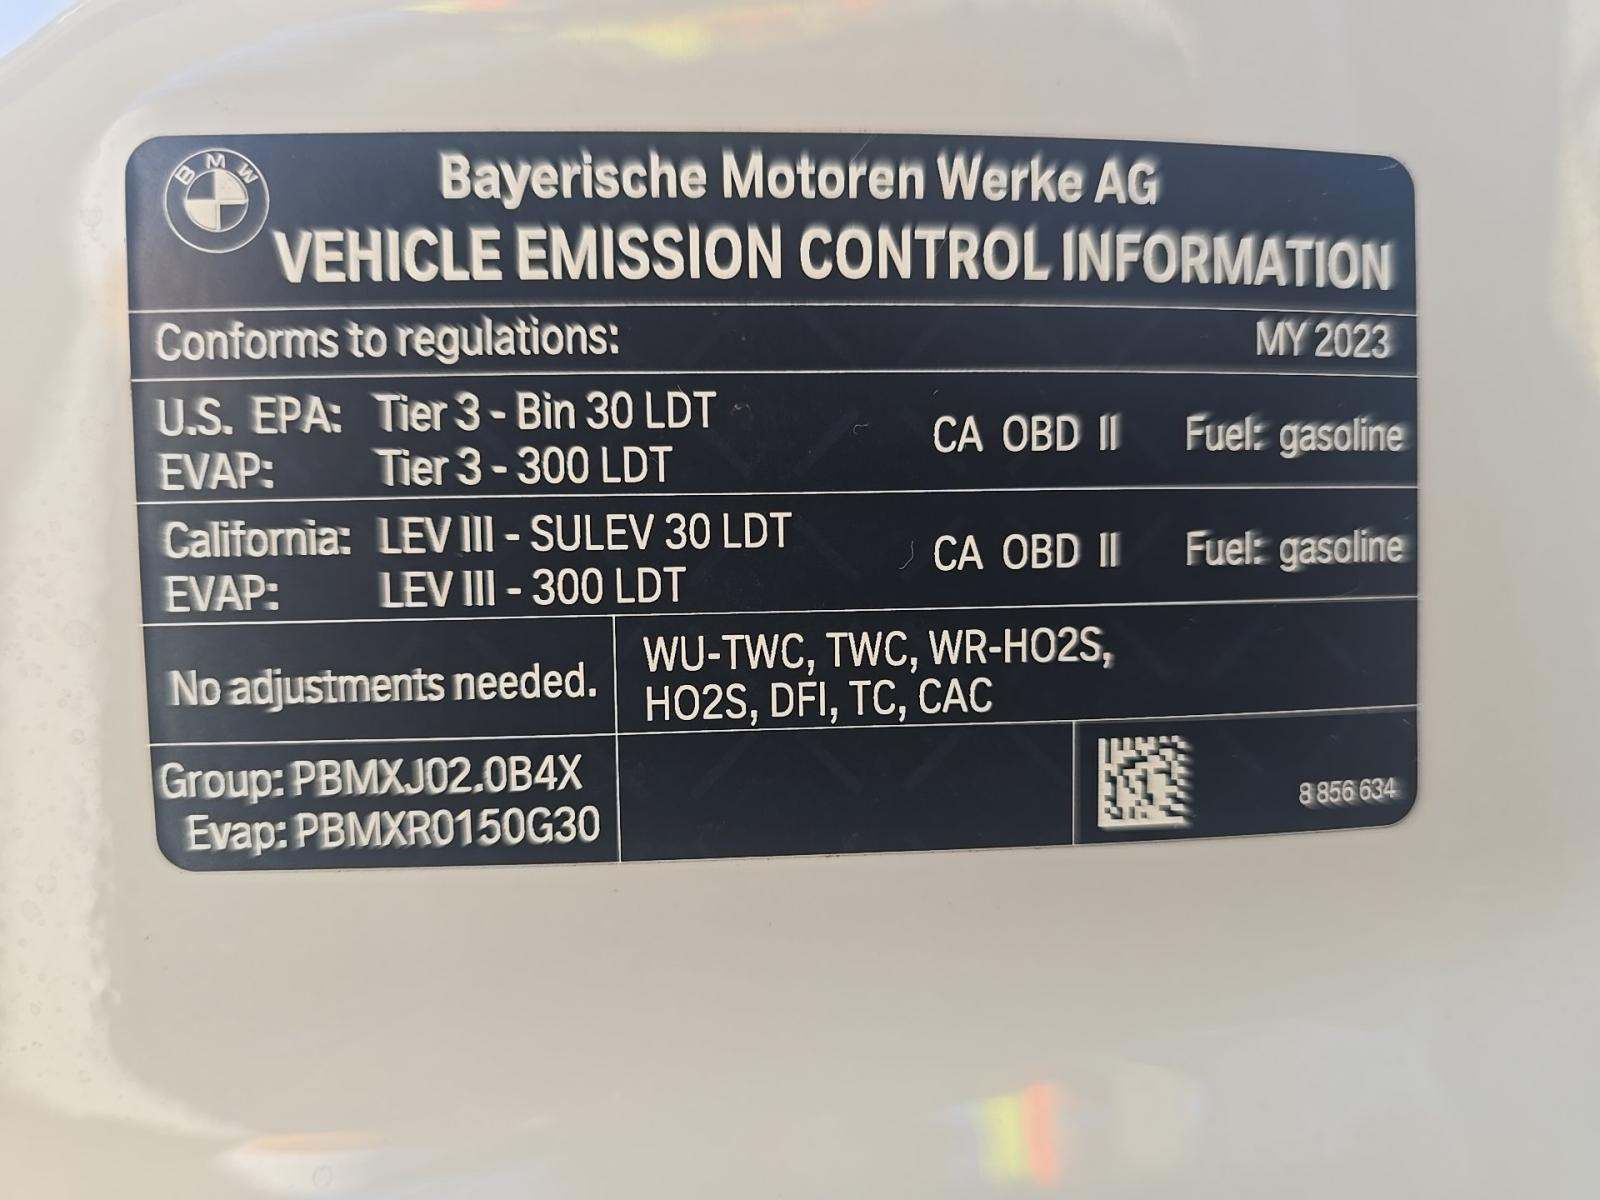 BMW
Bayerische Motoren Werke AG
VEHICLE EMISSION CONTROL INFORMATION
Conforms to regulations: MY 2023
U.S. EPA: Tier 3 - Bin 30 LDT CA OBD II Fuel: gasoline
EVAP: Tier 3 - 300 LDT
California: LEV III - SULEV 30 LDT CA OBD II Fuel: gasoline
EVAP: LEV III - 300 LDT
No adjustments needed.
WU-TWC, TWC, WR-HO2S,
HO2S, DFI, TC, CAC
Group: PBMXJ02.0B4X
Evap: PBMXR0150G30
8 856 634